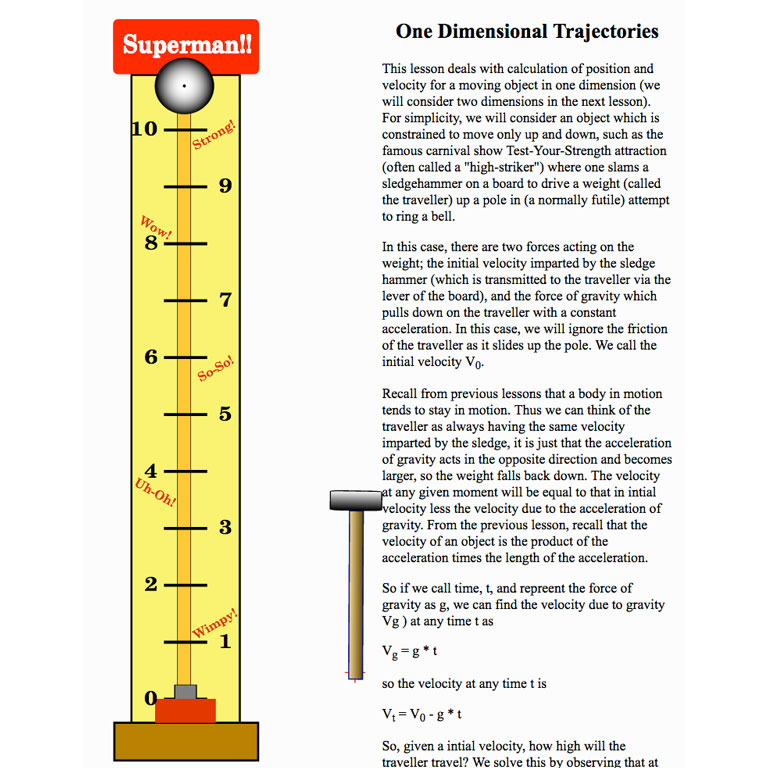 Superman!!
10
Strong!
9
Wow!
8
7
6
So-So!
5
4
Uh-Oh!
3
2
Wimpy!
1
0
One Dimensional Trajectories
This lesson deals with calculation of position and
velocity for a moving object in one dimension (we
will consider two dimensions in the next lesson).
For simplicity, we will consider an object which is
constrained to move only up and down, such as the
famous carnival show Test-Your-Strength attraction
(often called a "high-striker") where one slams a
sledgehammer on a board to drive a weight (called
the traveller) up a pole in (a normally futile) attempt
to ring a bell.
In this case, there are two forces acting on the
weight; the initial velocity imparted by the sledge
hammer (which is transmitted to the traveller via the
lever of the board), and the force of gravity which
pulls down on the traveller with a constant
acceleration. In this case, we will ignore the friction
of the traveller as it slides up the pole. We call the
initial velocity V0.
Recall from previous lessons that a body in motion
tends to stay in motion. Thus we can think of the
traveller as always having the same velocity
imparted by the sledge, it is just that the acceleration
of gravity acts in the opposite direction and becomes
larger, so the weight falls back down. The velocity
at any given moment will be equal to that in intial
velocity less the velocity due to the acceleration of
gravity. From the previous lesson, recall that the
velocity of an object is the product of the
acceleration times the length of the acceleration.
So if we call time, t, and repreent the force of
gravity as g, we can find the velocity due to gravity
Vg ) at any time t as
Vg = g * t
so the velocity at any time t is
Vt = V0 - g * t
So, given a intial velocity, how high will the
traveller travel? We solve this by observing that at